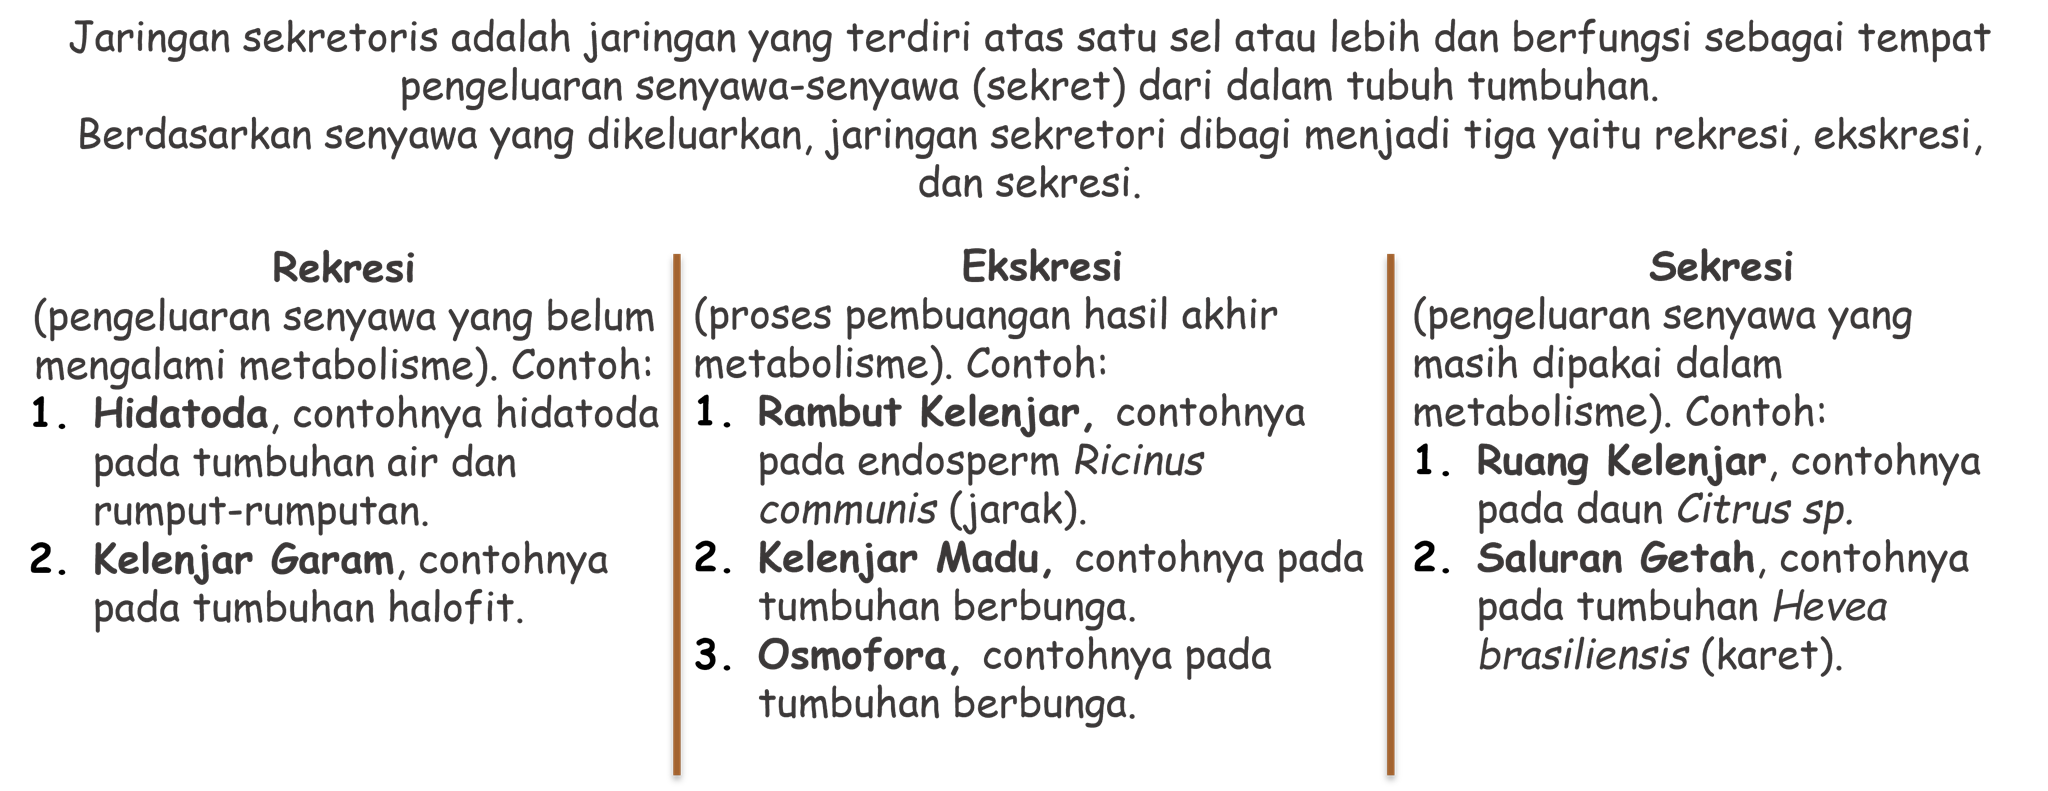 Jaringan sekretoris adalah jaringan yang terdiri atas satu sel atau lebih dan berfungsi sebagai tempat
pengeluaran senyawa-senyawa (sekret) dari dalam tubuh tumbuhan.
Berdasarkan senyawa yang dikeluarkan, jaringan sekretori dibagi menjadi tiga yaitu rekresi, ekskresi,
dan sekresi.
Rekresi
(pengeluaran senyawa yang belum
mengalami metabolisme). Contoh:
1. Hidatoda, contohnya hidatoda
pada tumbuhan air dan
rumput-rumputan.
2. Kelenjar Garam, contohnya
pada tumbuhan halofit.
Ekskresi
(proses pembuangan hasil akhir
metabolisme). Contoh:
1. Rambut Kelenjar, contohnya
pada endosperm Ricinus
communis (jarak).
2. Kelenjar Madu, contohnya pada
tumbuhan berbunga.
3. Osmofora, contohnya pada
tumbuhan berbunga.
Sekresi
(pengeluaran senyawa yang
masih dipakai dalam
metabolisme). Contoh:
1. Ruang Kelenjar, contohnya
pada daun Citrus sp.
2. Saluran Getah, contohnya
pada tumbuhan Hevea
brasiliensis (karet).